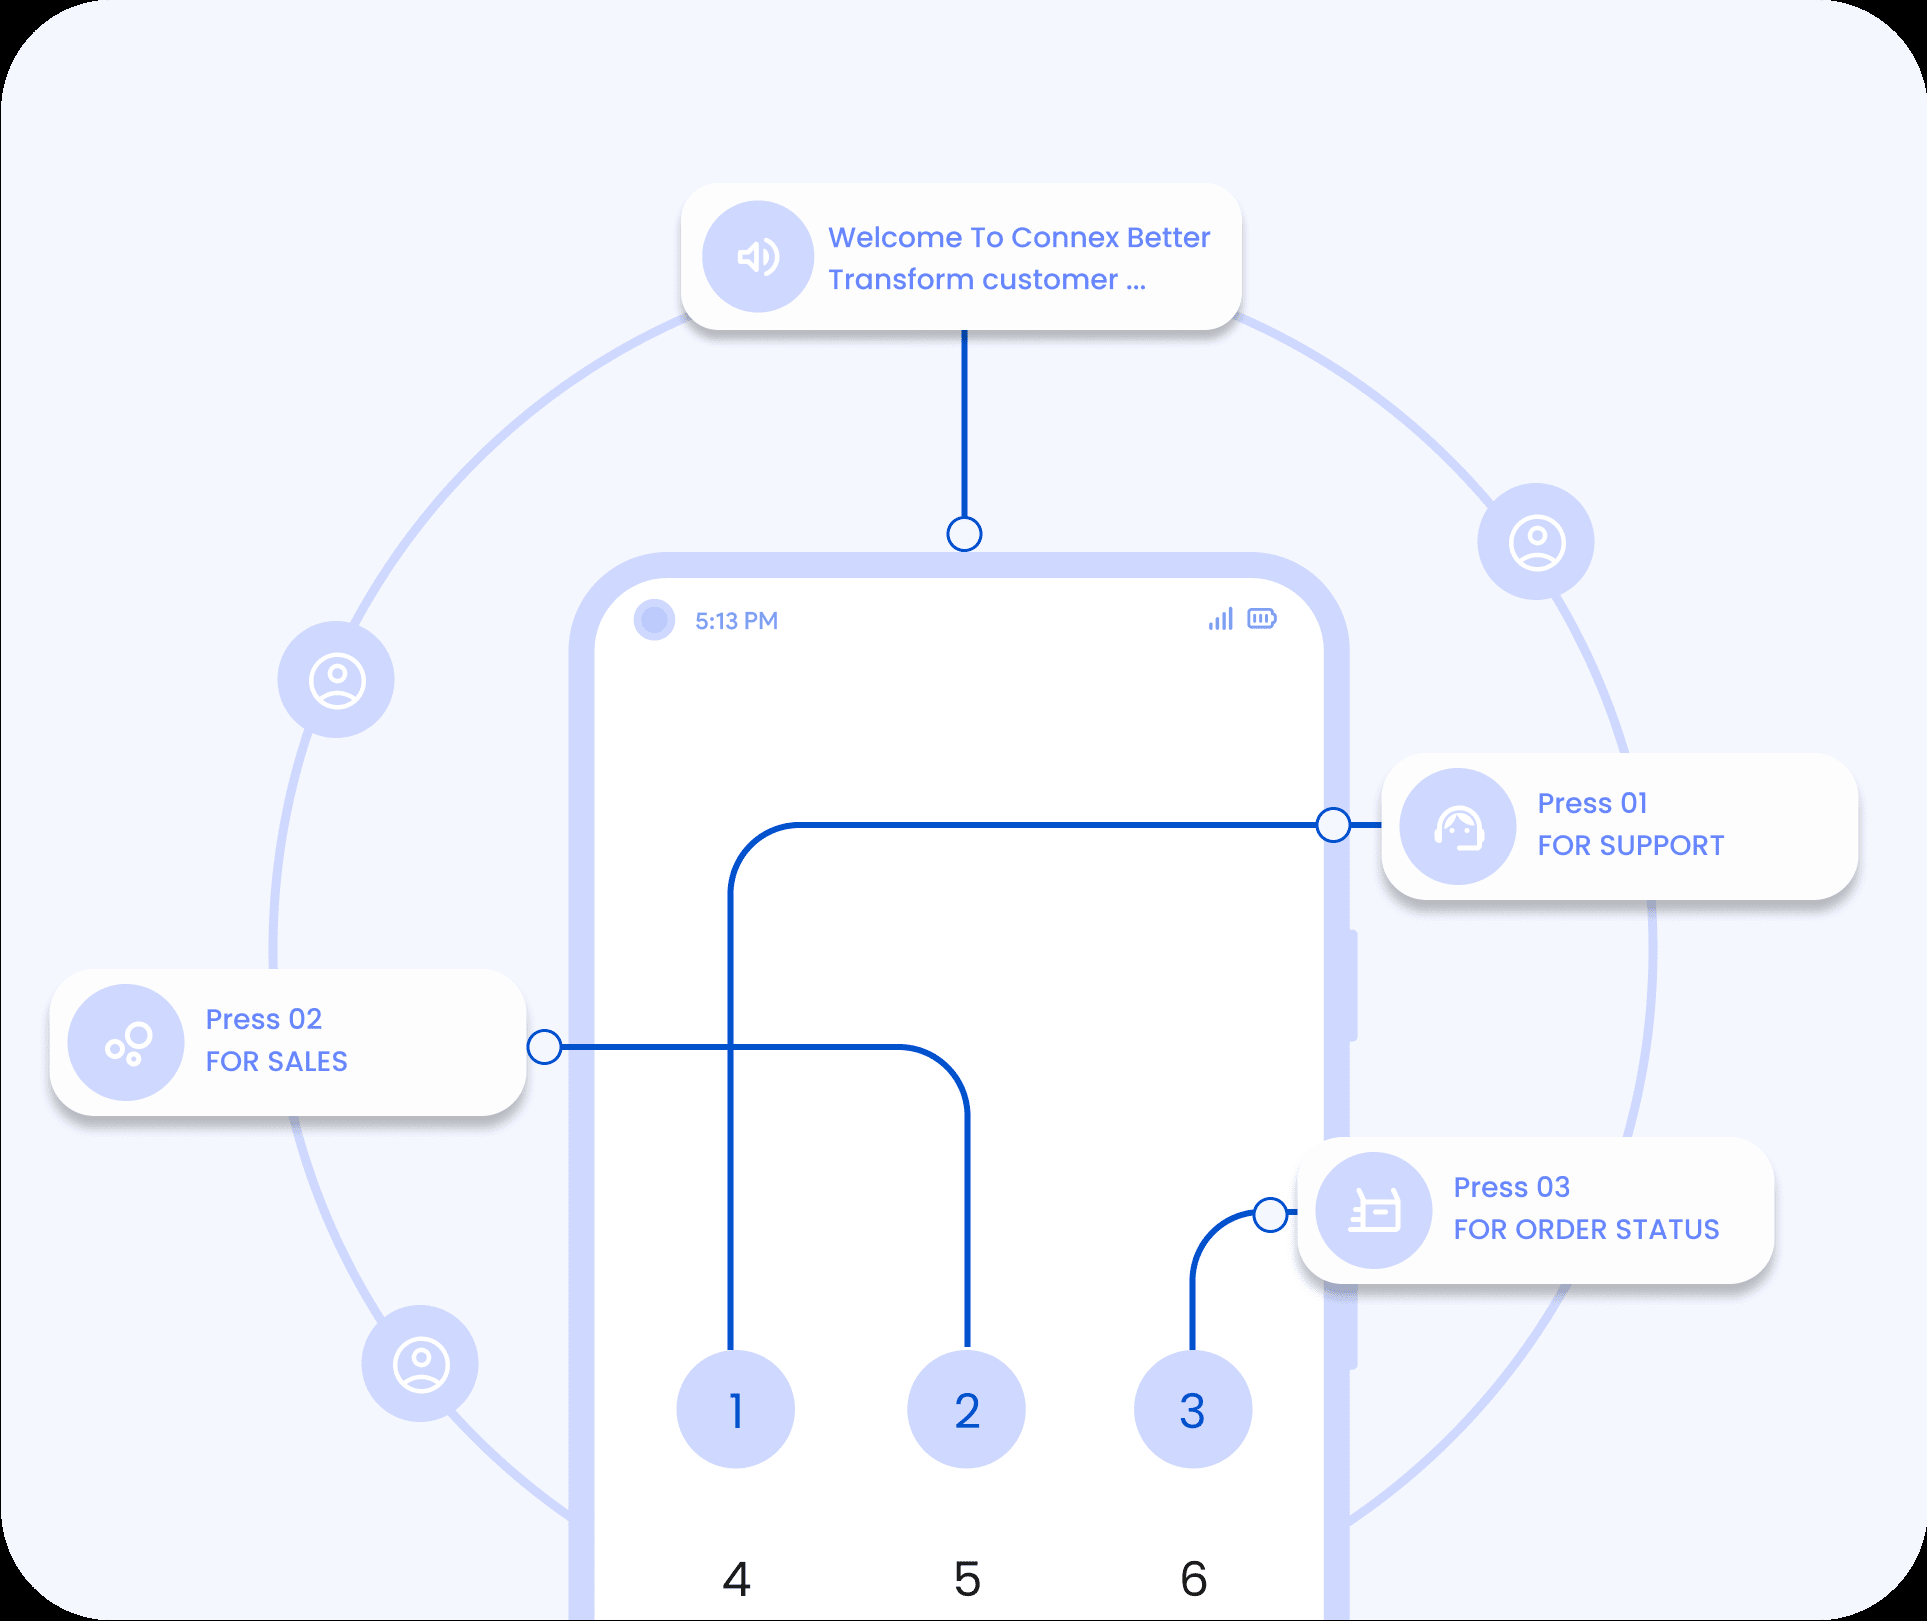 Welcome To Connex Better
Transform customer ...
5:13 PM
Press 01
FOR SUPPORT
Press 02
FOR SALES
Press 03
FOR ORDER STATUS
1 2 3
4 5 6